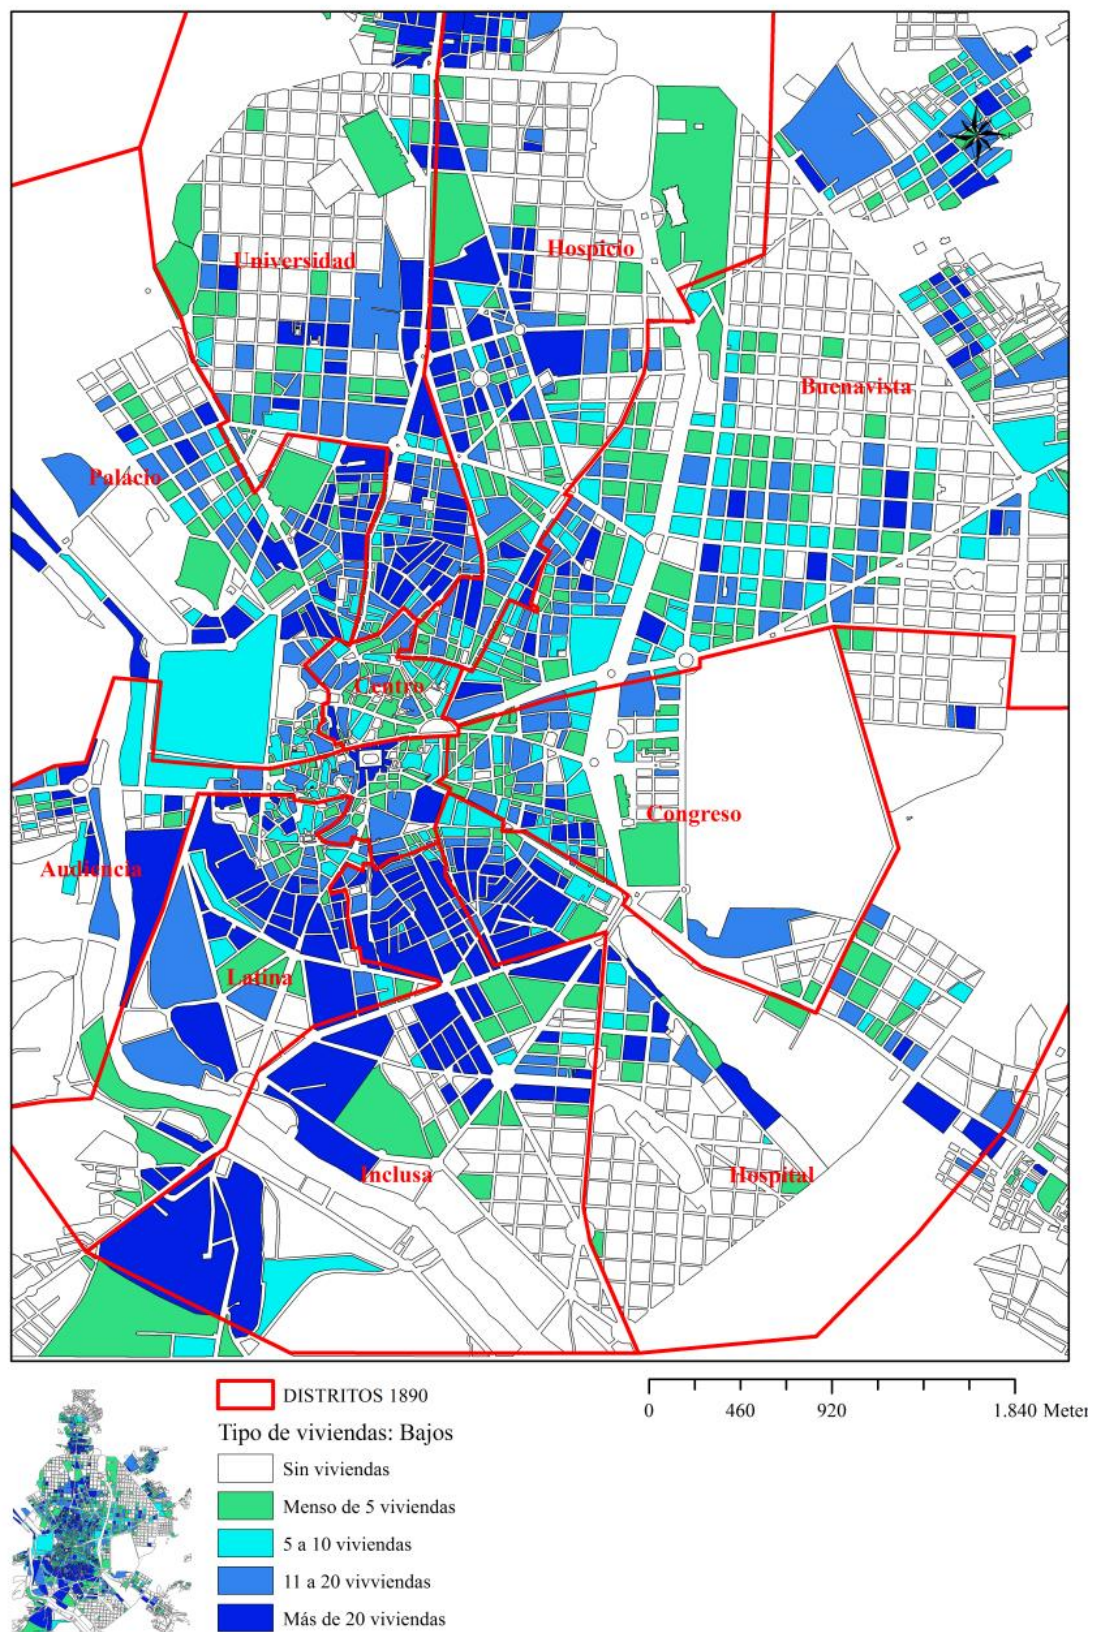 Universidad
Hospicio
Buenavista
Palacio
Centro
Congreso
Audiencia
Latina
Inclusa
Hospital
DISTRITOS 1890
0 460 920 1.840 Meter
Tipo de viviendas: Bajos
Sin viviendas
Menso de 5 viviendas
5 a 10 viviendas
11 a 20 vivviendas
Más de 20 viviendas